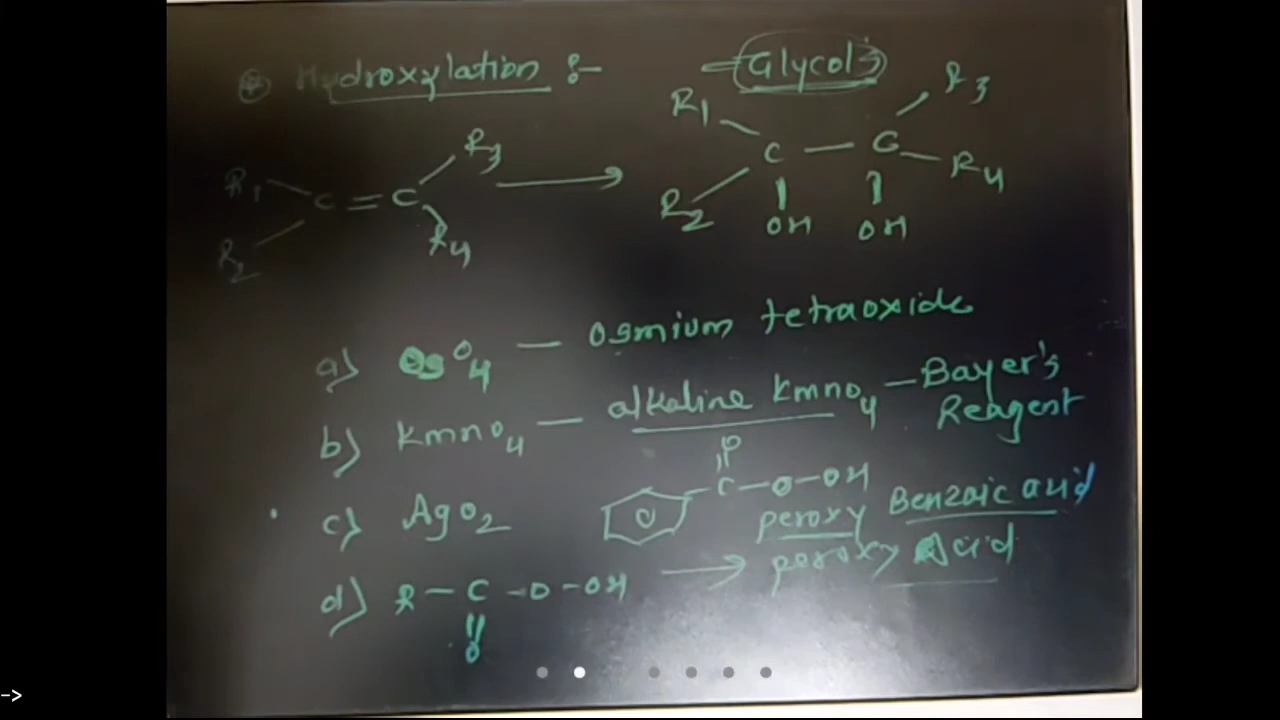 Hydroxylation :- Glycol's
R1 R2 C = C R3 R4 → R1 R2 C — C R3 R4
OH OH
a) OsO4 — Osmium tetraoxide
b) KmnO4 — alkaline KmnO4 — Bayer's
Reagent
c) AgO2
O
C — O — OH
peroxy Benzoic acid
d) R — C — O — OH → peroxy Acid
O
->